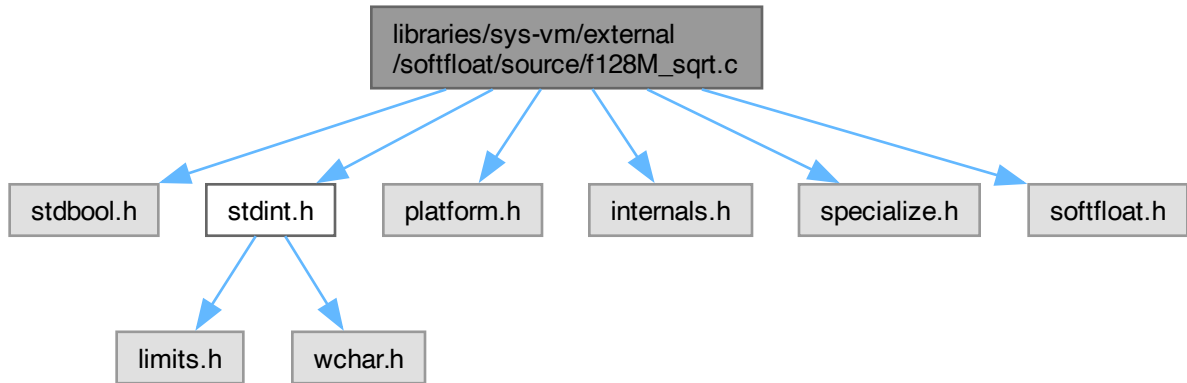 libraries/sys-vm/external
/softfloat/source/f128M_sqrt.c
stdbool.h
stdint.h
platform.h
internals.h
specialize.h
softfloat.h
limits.h
wchar.h